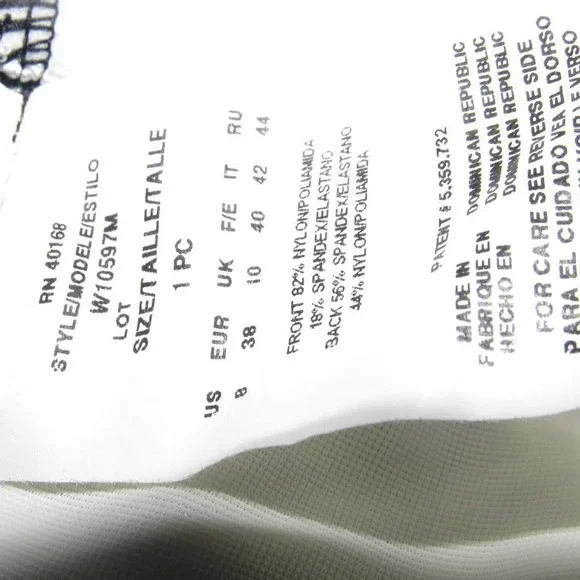 RN 40168
STYLE/MODELE/ESTILO
W10597M
LOT
SIZE/TAILLE/TALLE
1 PC
US EUR UK F/E IT RU
8 38 10 40 42 44
FRONT 82% NYLON/POLIAMIDA
18% SPANDEX/ELASTANO
BACK 56% SPANDEX/ELASTANO
44% NYLON/POLIAMIDA
PATENT # 5,359,732
MADE IN DOMINICAN REPUBLIC
FABRIQUE EN DOMINICAN REPUBLIC
HECHO EN DOMINICAN REPUBLIC
FOR CARE SEE REVERSE SIDE
PARA EL CUIDADO VEA EL DORSO
LE VERSO